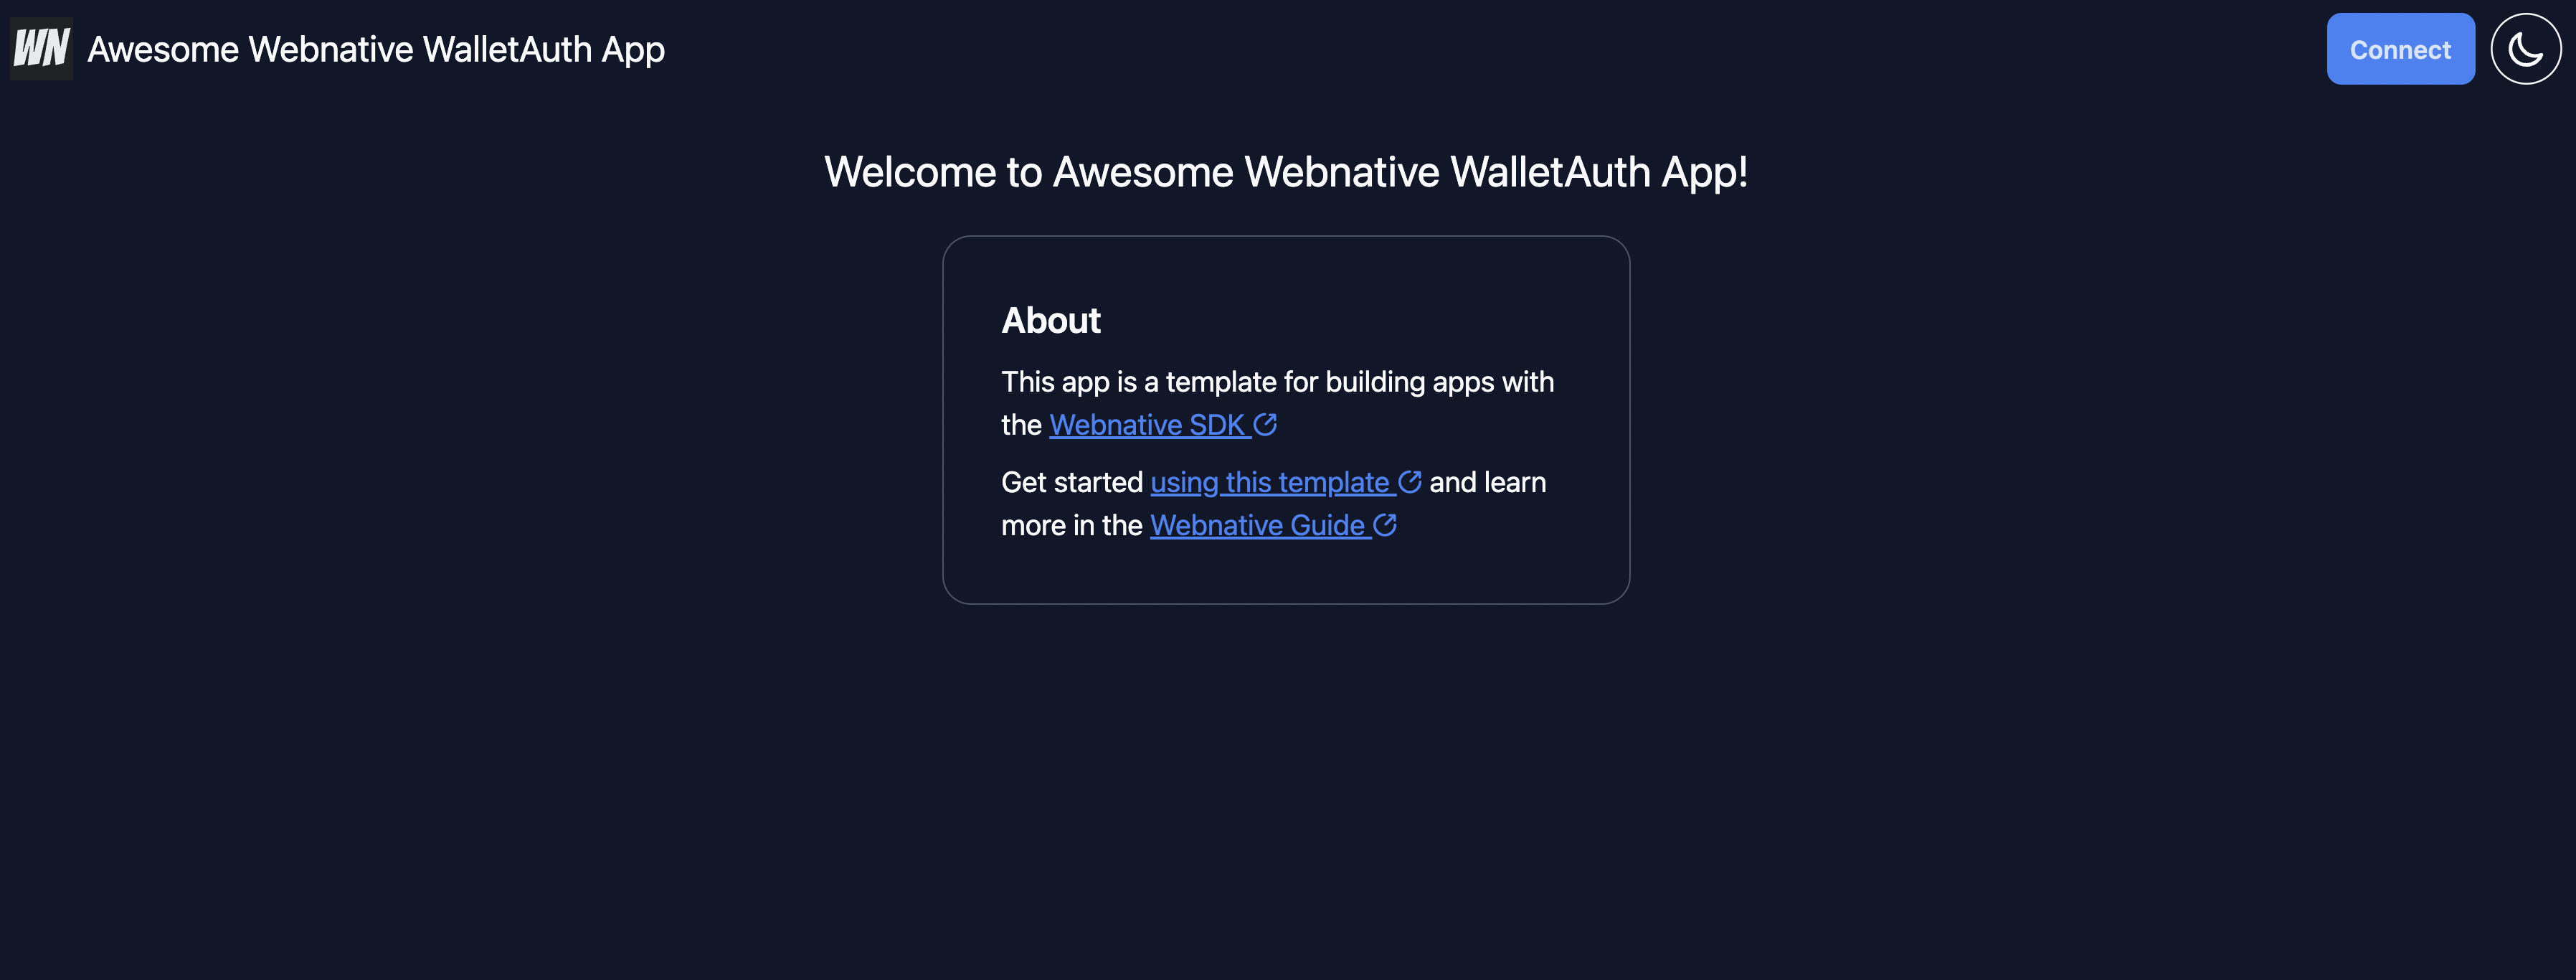 WN Awesome Webnative WalletAuth App
Connect
Welcome to Awesome Webnative WalletAuth App!
About
This app is a template for building apps with
the Webnative SDK
Get started using this template and learn
more in the Webnative Guide